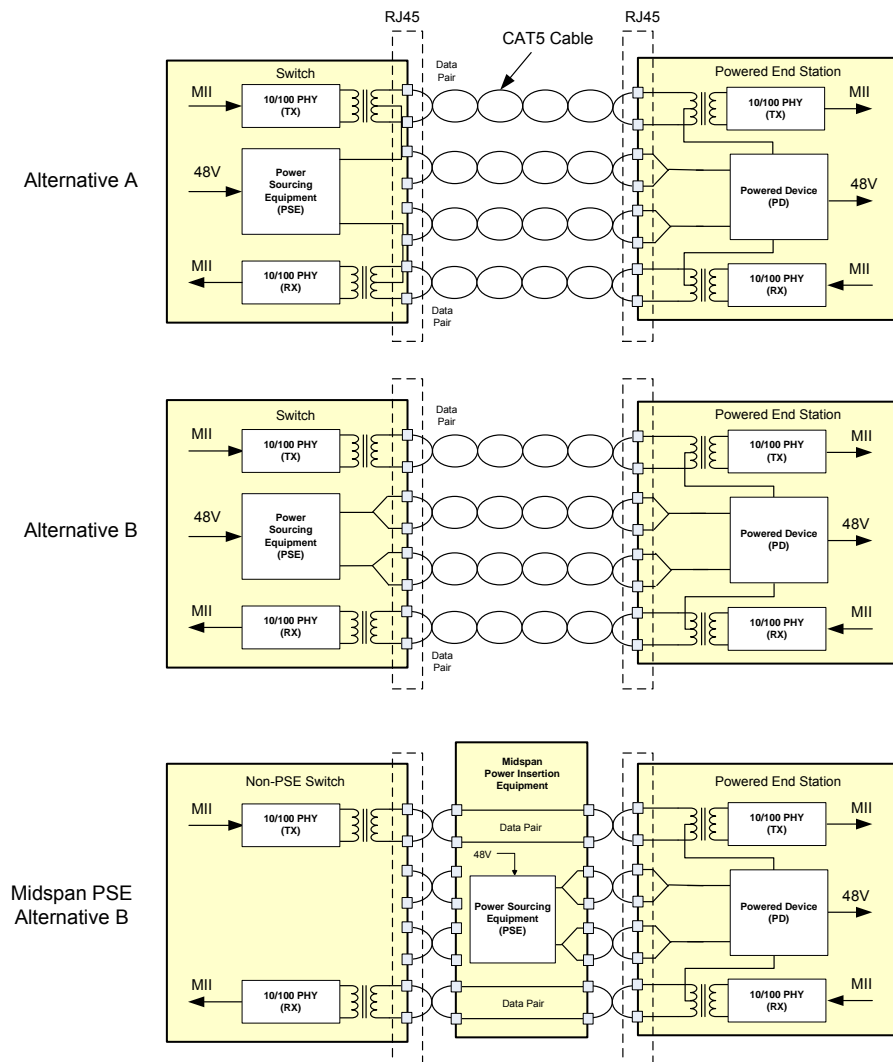 RJ45
RJ45
CAT5 Cable
Alternative A
Switch
MII
10/100 PHY
(TX)
48V
Power
Sourcing
Equipment
(PSE)
MII
10/100 PHY
(RX)
Data
Pair
Data
Pair
Powered End Station
10/100 PHY
(TX)
MII
Powered Device
(PD)
48V
10/100 PHY
(RX)
MII
Alternative B
Switch
MII
10/100 PHY
(TX)
48V
Power
Sourcing
Equipment
(PSE)
MII
10/100 PHY
(RX)
Data
Pair
Data
Pair
Powered End Station
10/100 PHY
(TX)
MII
Powered Device
(PD)
48V
10/100 PHY
(RX)
MII
Midspan PSE
Alternative B
Non-PSE Switch
MII
10/100 PHY
(TX)
MII
10/100 PHY
(RX)
Midspan
Power Insertion
Equipment
Data Pair
48V
Power Sourcing
Equipment
(PSE)
Data Pair
Powered End Station
10/100 PHY
(TX)
MII
Powered Device
(PD)
48V
10/100 PHY
(RX)
MII